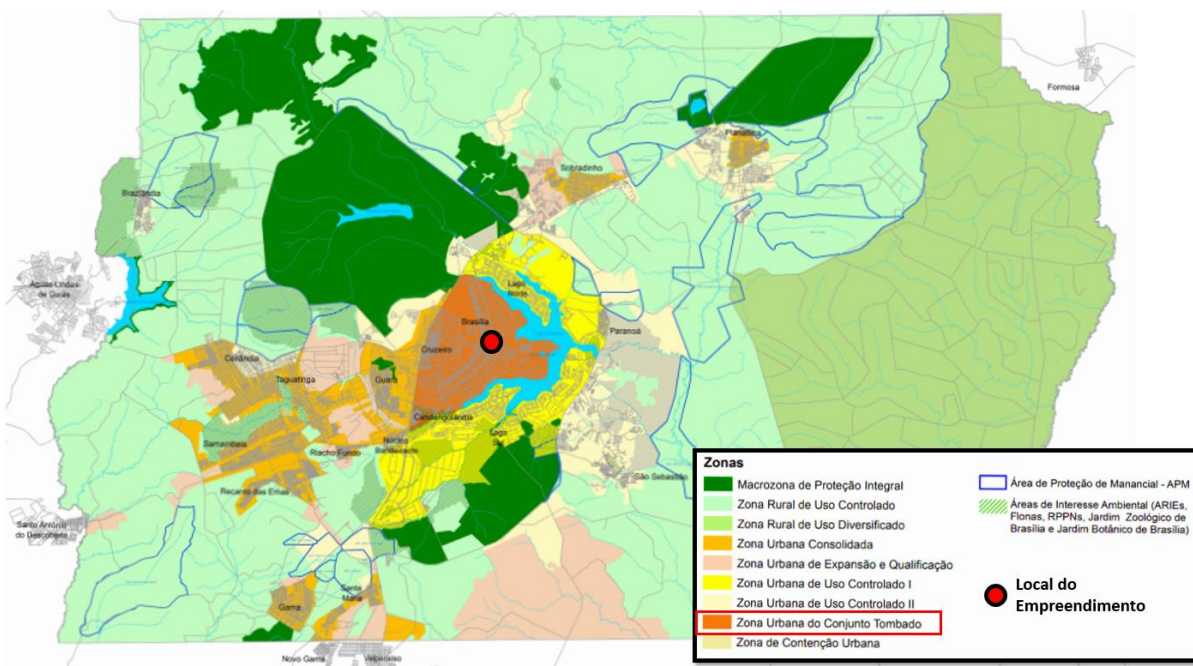 Formosa
Planaltina
Sobradinho
Brazlândia
Águas Lindas
de Goiás
Lago
Norte
Brasília
Paranoá
Cruzeiro
Ceilândia
Taguatinga
Guará
Candangolândia
Lago
Sul
Núcleo
Bandeirante
Samambaia
Riacho Fundo
Recanto das Emas
São Sebastião
Santo Antônio
do Descoberto
Santa
Maria
Gama
Novo Gama
Valparaíso
Zonas
Macrozona de Proteção Integral
Zona Rural de Uso Controlado
Zona Rural de Uso Diversificado
Zona Urbana Consolidada
Zona Urbana de Expansão e Qualificação
Zona Urbana de Uso Controlado I
Zona Urbana de Uso Controlado II
Zona Urbana do Conjunto Tombado
Zona de Contenção Urbana
Área de Proteção de Manancial - APM
Áreas de Interesse Ambiental (ARIEs,
Flonas, RPPNs, Jardim Zoológico de
Brasília e Jardim Botânico de Brasília)
Local do
Empreendimento